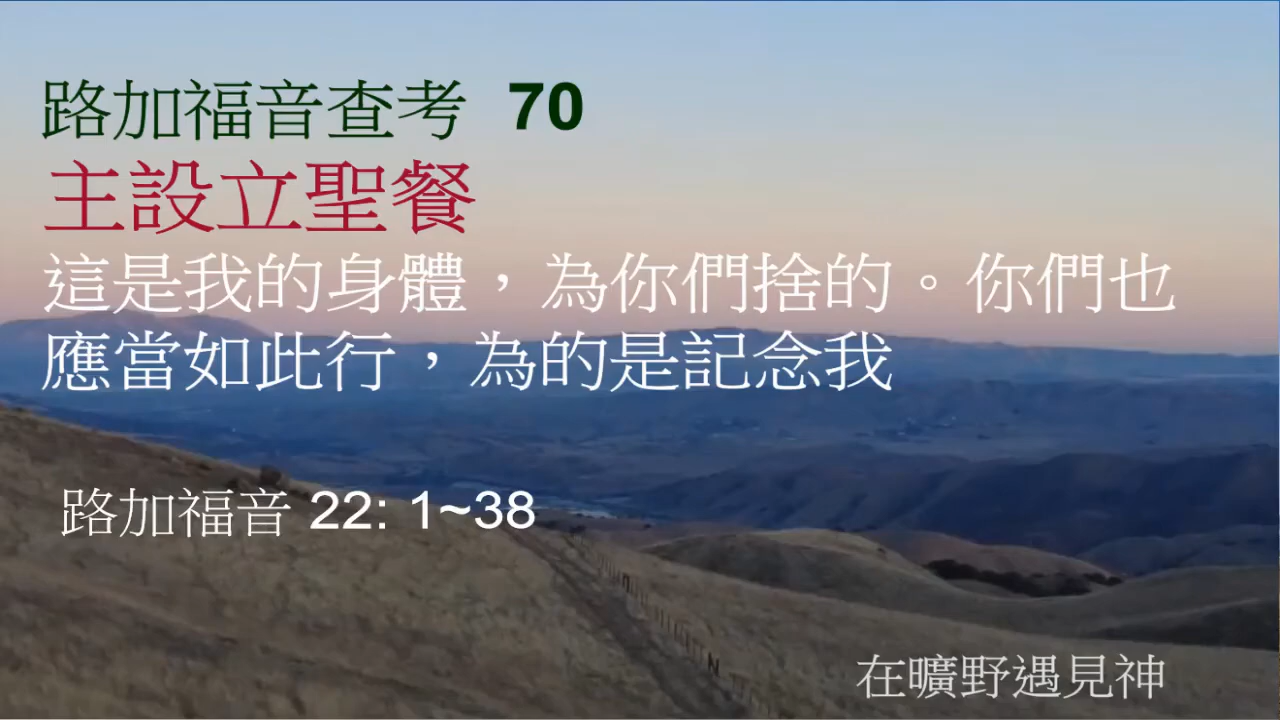 路加福音查考 70
主設立聖餐
這是我的身體，為你們捨的。你們也
應當如此行，為的是記念我
路加福音 22: 1~38
在曠野遇見神